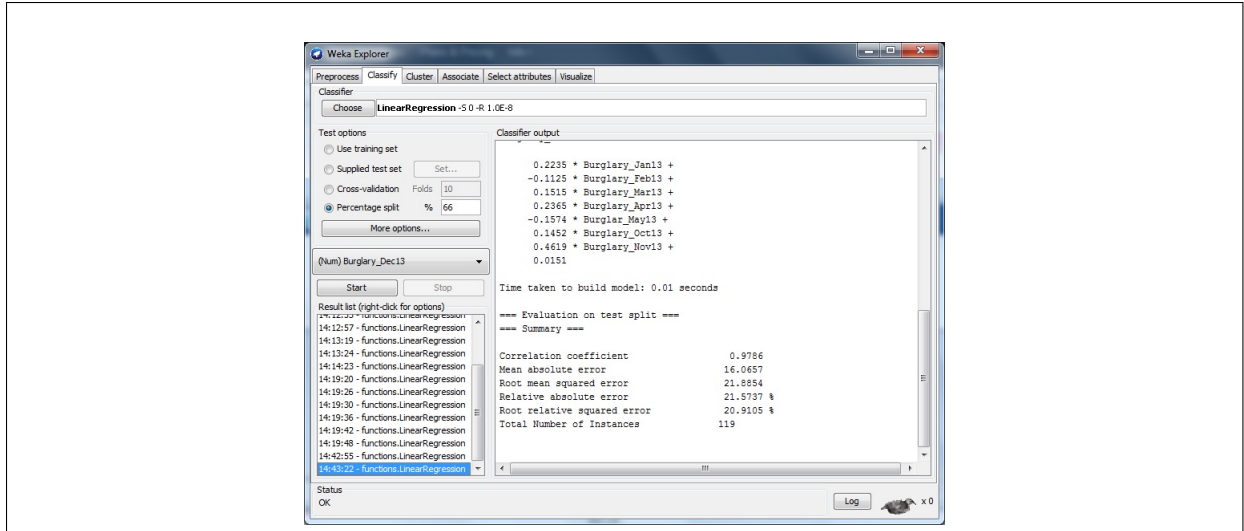 Weka Explorer
Preprocess Classify Cluster Associate Select attributes Visualize
Classifier
Choose LinearRegression -S 0 -R 1.0E-8
Test options
Use training set
Supplied test set Set...
Cross-validation Folds 10
Percentage split % 66
More options...
(Num) Burglary_Dec13
Start Stop
Result list (right-click for options)
14:12:57 - functions.LinearRegression
14:13:19 - functions.LinearRegression
14:13:24 - functions.LinearRegression
14:14:23 - functions.LinearRegression
14:19:20 - functions.LinearRegression
14:19:26 - functions.LinearRegression
14:19:30 - functions.LinearRegression
14:19:36 - functions.LinearRegression
14:19:42 - functions.LinearRegression
14:19:48 - functions.LinearRegression
14:42:55 - functions.LinearRegression
14:43:22 - functions.LinearRegression
Classifier output
0.2235 * Burglary_Jan13 +
-0.1125 * Burglary_Feb13 +
0.1515 * Burglary_Mar13 +
0.2365 * Burglary_Apr13 +
-0.1574 * Burglar_May13 +
0.1452 * Burglary_Oct13 +
0.4619 * Burglary_Nov13 +
0.0151
Time taken to build model: 0.01 seconds
=== Evaluation on test split ===
=== Summary ===
Correlation coefficient 0.9786
Mean absolute error 16.0657
Root mean squared error 21.8854
Relative absolute error 21.5737 %
Root relative squared error 20.9105 %
Total Number of Instances 119
Status
OK
Log x 0